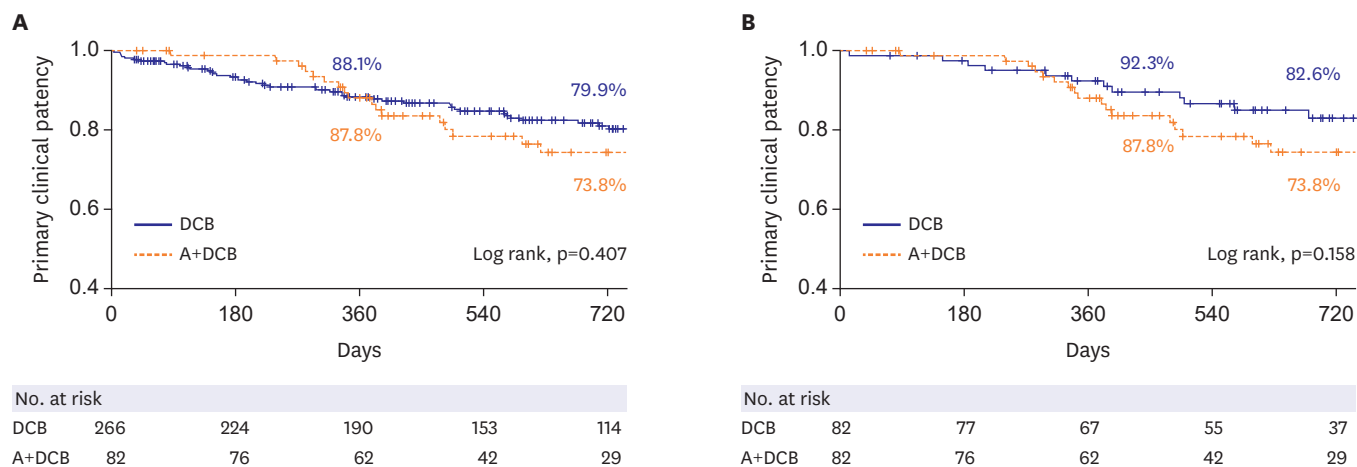 A
Primary clinical patency
1.0
0.8
0.6
0.4
88.1%
79.9%
87.8%
73.8%
DCB
A+DCB
Log rank, p=0.407
0 180 360 540 720
Days
No. at risk
DCB 266 224 190 153 114
A+DCB 82 76 62 42 29
B
Primary clinical patency
1.0
0.8
0.6
0.4
92.3%
82.6%
87.8%
73.8%
DCB
A+DCB
Log rank, p=0.158
0 180 360 540 720
Days
No. at risk
DCB 82 77 67 55 37
A+DCB 82 76 62 42 29